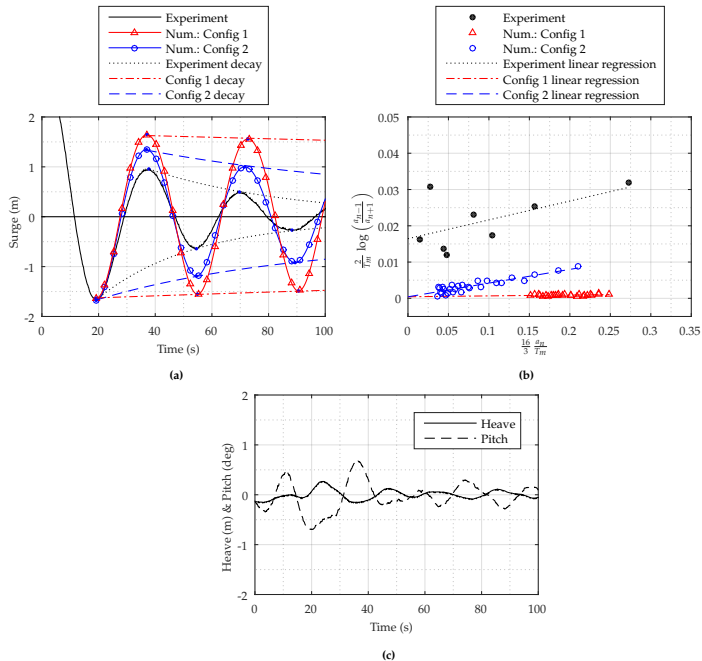 Experiment
Num.: Config 1
Num.: Config 2
Experiment decay
Config 1 decay
Config 2 decay
2
1
0
-1
-2
Surge (m)
0 20 40 60 80 100
Time (s)
(a)
Experiment
Num.: Config 1
Num.: Config 2
Experiment linear regression
Config 1 linear regression
Config 2 linear regression
0.05
0.04
0.03
0.02
0.01
0
2/T_m log (a_{n-1}/a_{n+1})
0 0.05 0.1 0.15 0.2 0.25 0.3 0.35
16/3 a_n/T_m
(b)
Heave
Pitch
2
1
0
-1
-2
Heave (m) & Pitch (deg)
0 20 40 60 80 100
Time (s)
(c)